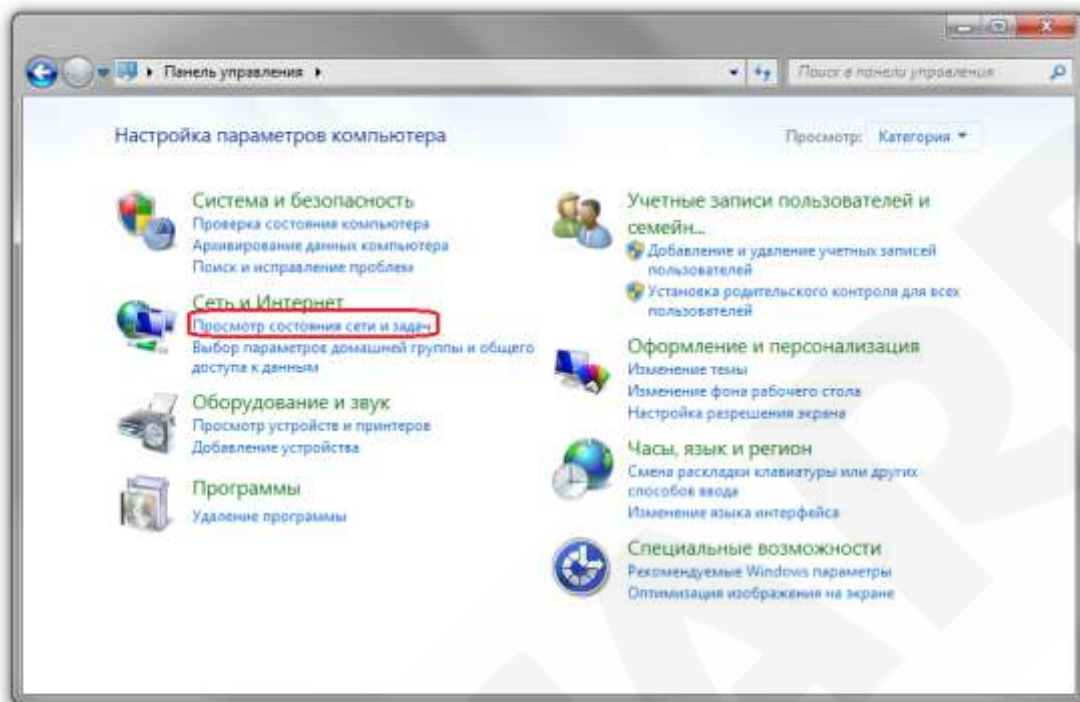 Панель управления
Поиск в панели управления
Настройка параметров компьютера
Просмотр: Категория
Система и безопасность
Проверка состояния компьютера
Архивирование данных компьютера
Поиск и исправление проблем
Сеть и Интернет
Просмотр состояния сети и задач
Выбор параметров домашней группы и общего
доступа к данным
Оборудование и звук
Просмотр устройств и принтеров
Добавление устройства
Программы
Удаление программы
Учетные записи пользователей и
семейн...
Добавление и удаление учетных записей
пользователей
Установка родительского контроля для всех
пользователей
Оформление и персонализация
Изменение темы
Изменение фона рабочего стола
Настройка разрешения экрана
Часы, язык и регион
Смена раскладки клавиатуры или других
способов ввода
Изменение языка интерфейса
Специальные возможности
Рекомендуемые Windows параметры
Оптимизация изображения на экране